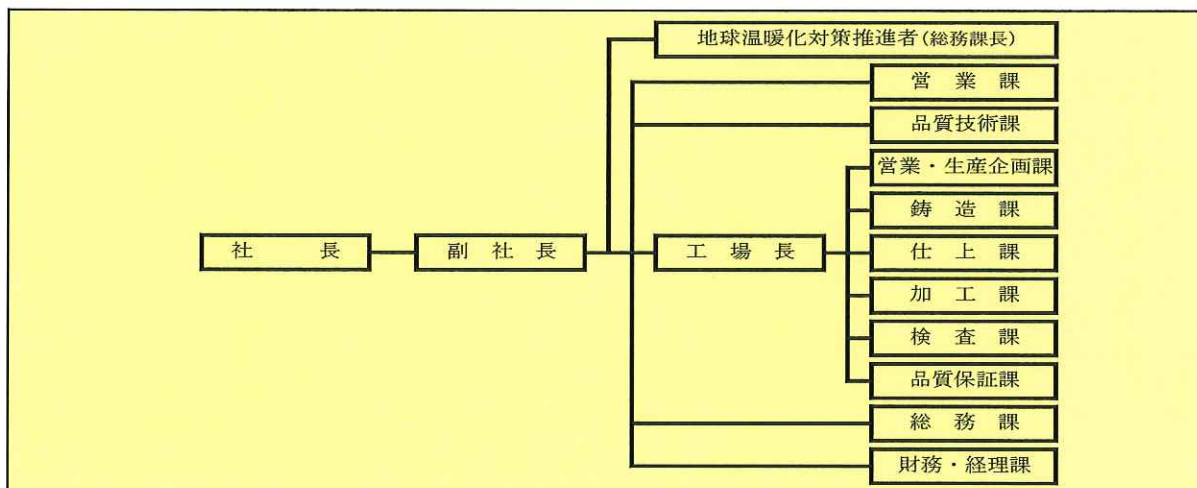 地球温暖化対策推進者(総務課長)
営業課
品質技術課
営業・生産企画課
鋳造課
社長
副社長
工場長
仕上課
加工課
検査課
品質保証課
総務課
財務・経理課